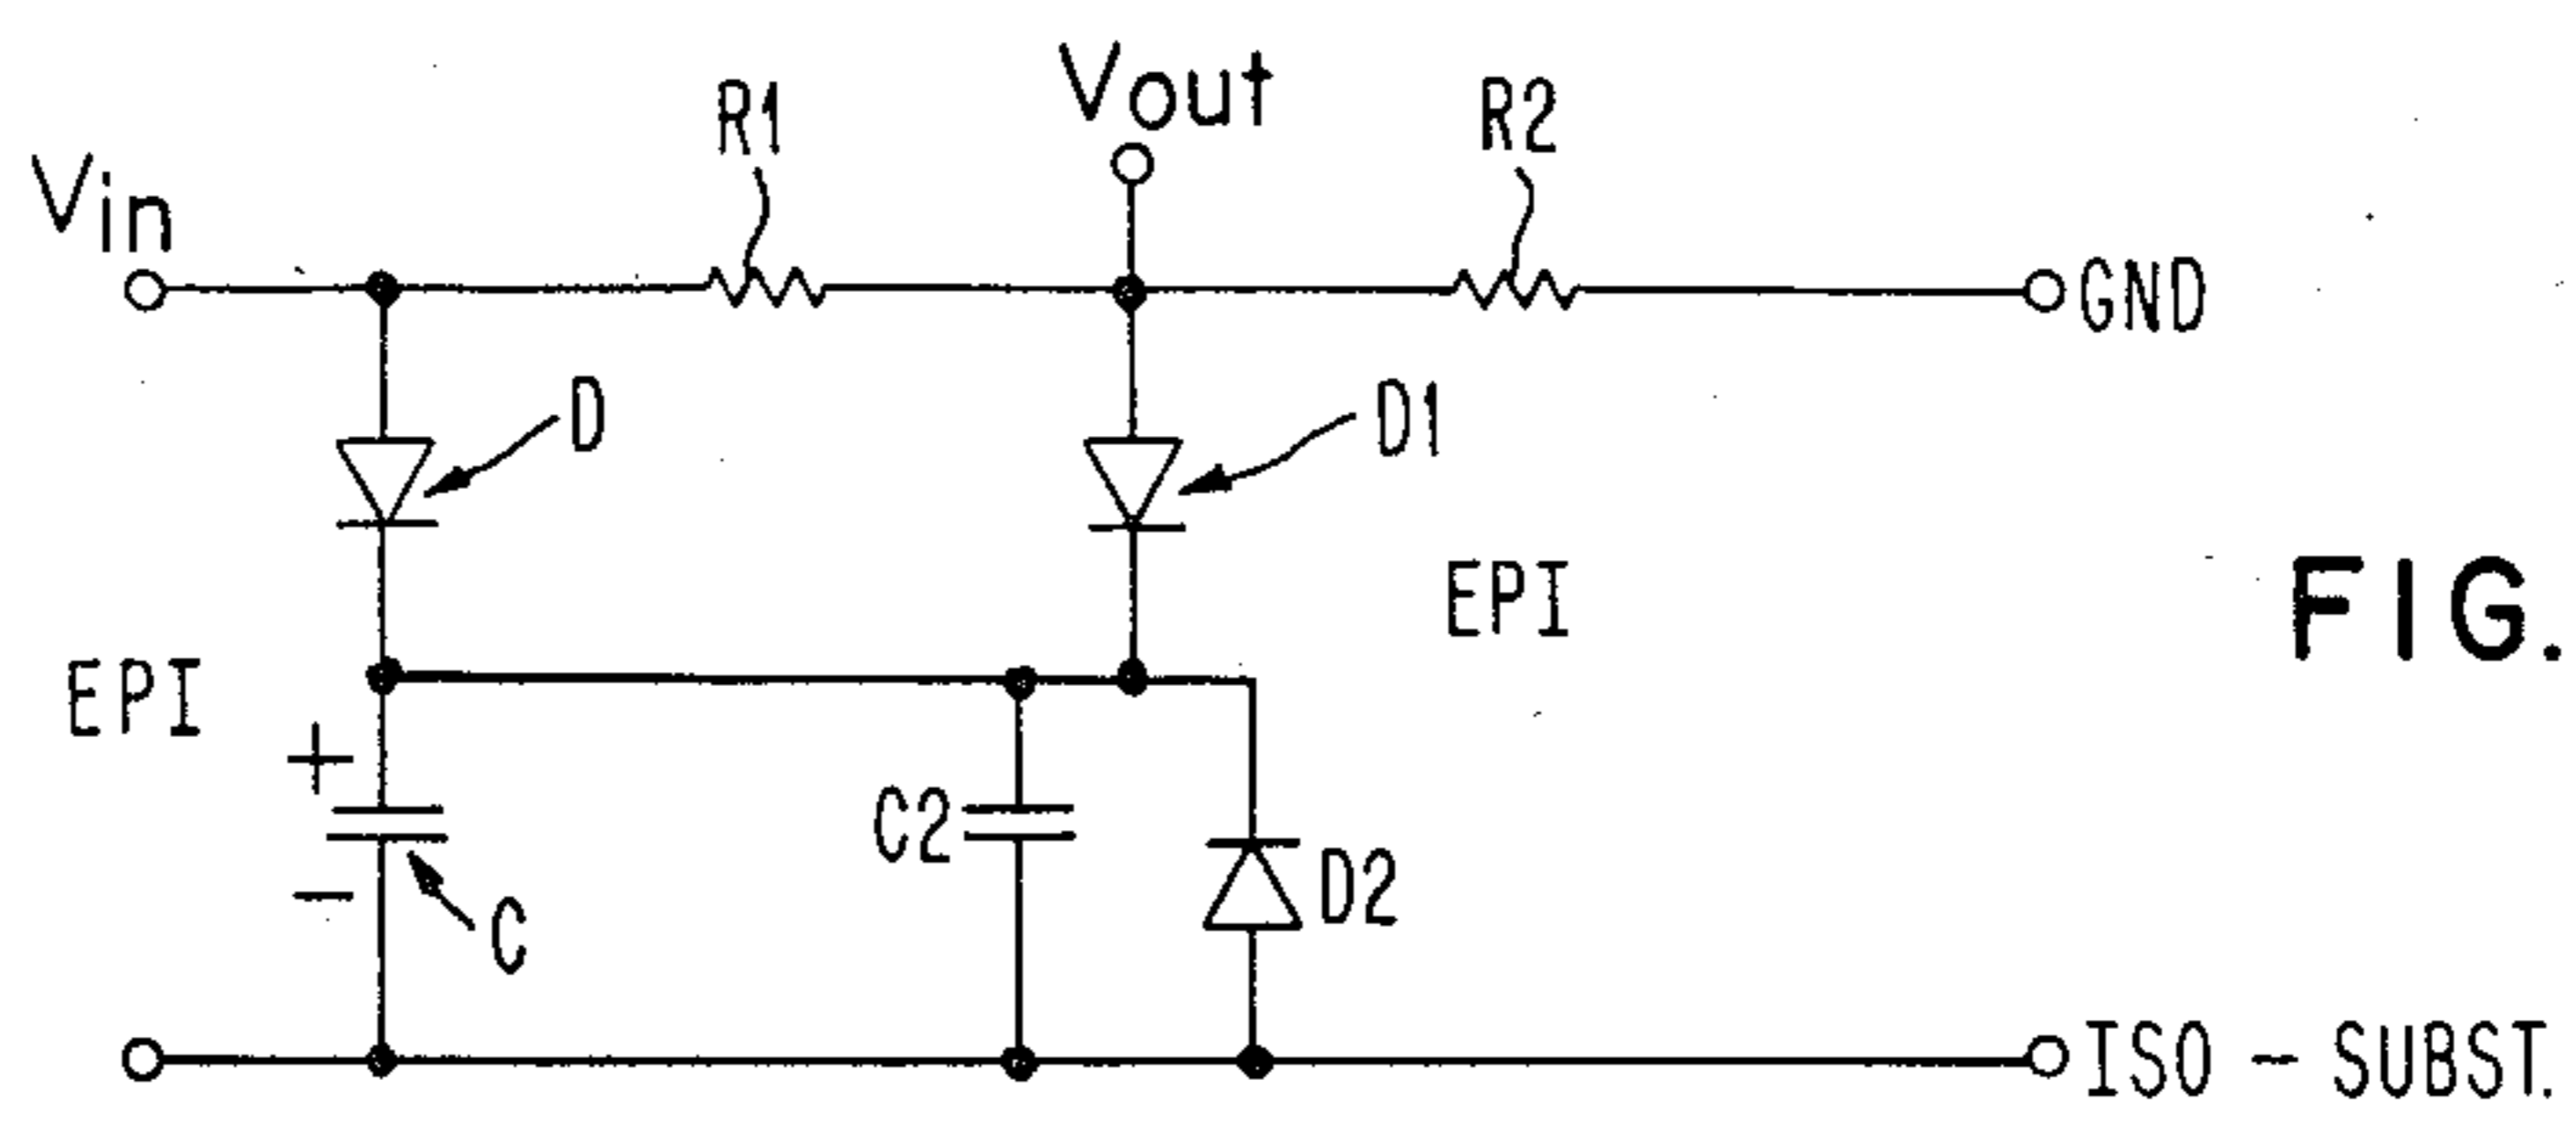 Vin
R1
Vout
R2
GND
D
D1
EPI
EPI
FIG.
+
C2
D2
−
C
ISO - SUBST.